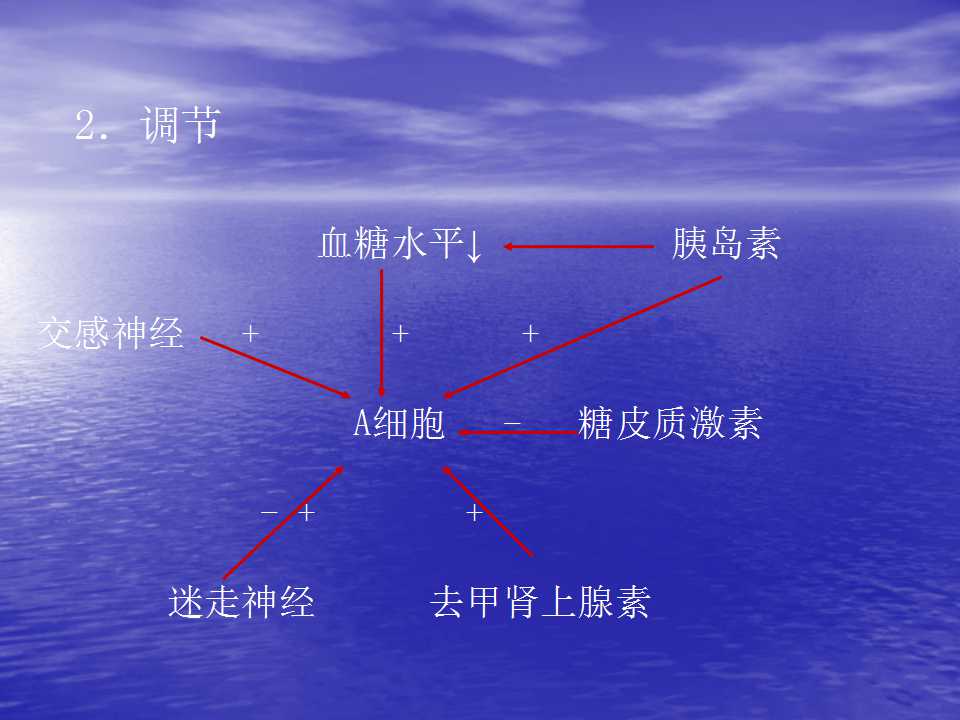 2. 调节
血糖水平↓ 胰岛素
交感神经 + + +
A细胞 - 糖皮质激素
- + +
迷走神经 去甲肾上腺素